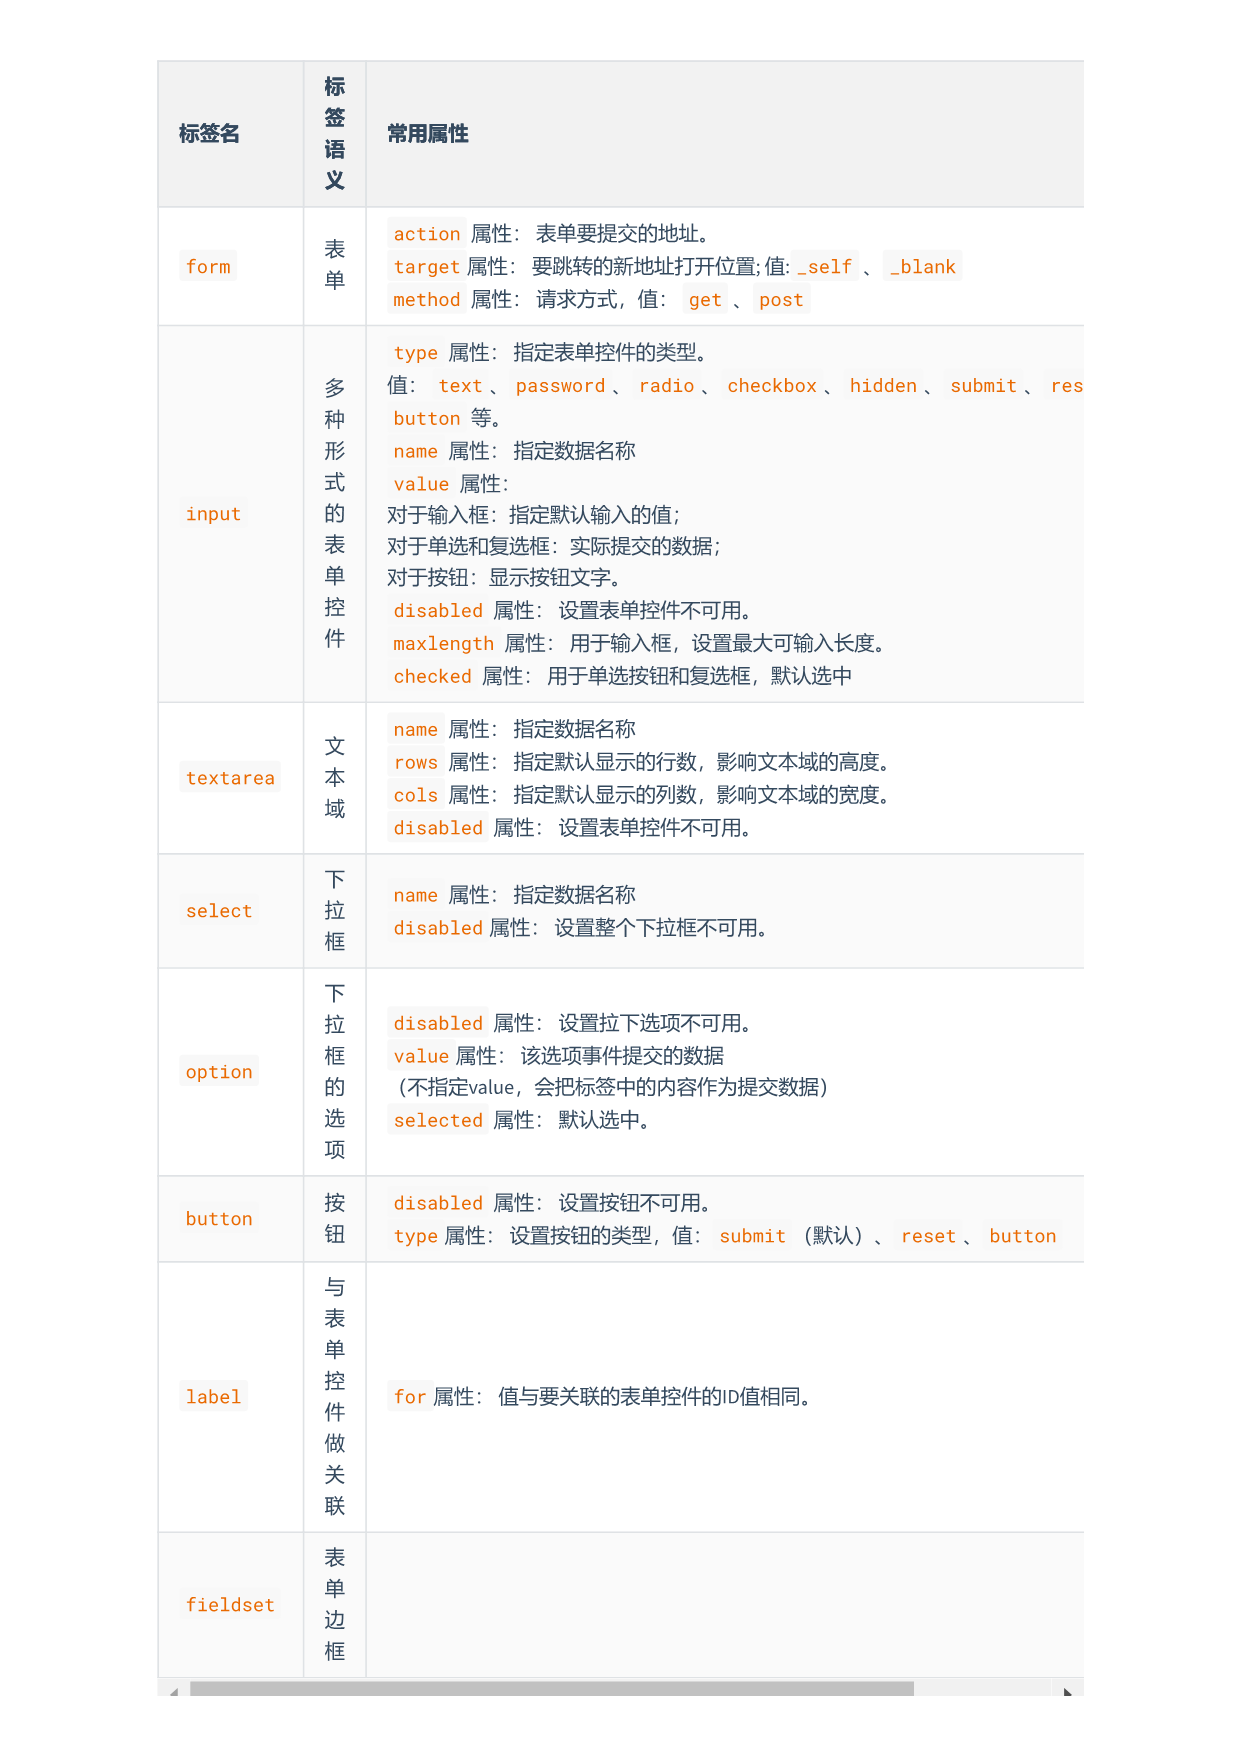 标签名
标签语义
常用属性
form
表单
action 属性： 表单要提交的地址。
target 属性： 要跳转的新地址打开位置; 值: _self 、 _blank
method 属性： 请求方式，值： get 、 post
input
多种形式的表单控件
type 属性： 指定表单控件的类型。
值： text 、 password 、 radio 、 checkbox 、 hidden 、 submit 、 res
button 等。
name 属性： 指定数据名称
value 属性：
对于输入框：指定默认输入的值；
对于单选和复选框：实际提交的数据；
对于按钮：显示按钮文字。
disabled 属性： 设置表单控件不可用。
maxlength 属性： 用于输入框，设置最大可输入长度。
checked 属性： 用于单选按钮和复选框，默认选中
textarea
文本域
name 属性： 指定数据名称
rows 属性： 指定默认显示的行数，影响文本域的高度。
cols 属性： 指定默认显示的列数，影响文本域的宽度。
disabled 属性： 设置表单控件不可用。
select
下拉框
name 属性： 指定数据名称
disabled 属性： 设置整个下拉框不可用。
option
下拉框的选项
disabled 属性： 设置拉下选项不可用。
value 属性： 该选项事件提交的数据
（不指定value，会把标签中的内容作为提交数据）
selected 属性： 默认选中。
button
按钮
disabled 属性： 设置按钮不可用。
type 属性： 设置按钮的类型，值： submit （默认）、 reset 、 button
label
与表单控件做关联
for 属性： 值与要关联的表单控件的ID值相同。
fieldset
表单边框